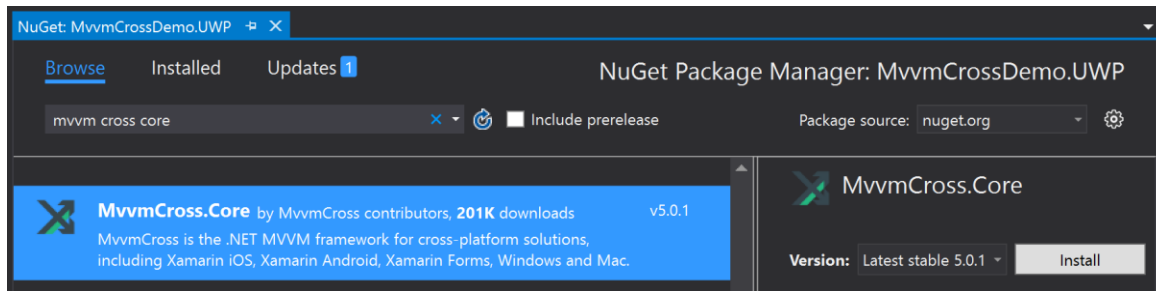 NuGet: MvvmCrossDemo.UWP
Browse Installed Updates 1
NuGet Package Manager: MvvmCrossDemo.UWP
mvvm cross core
Include prerelease
Package source: nuget.org
MvvmCross.Core by MvvmCross contributors, 201K downloads v5.0.1
MvvmCross is the .NET MVVM framework for cross-platform solutions,
including Xamarin iOS, Xamarin Android, Xamarin Forms, Windows and Mac.
MvvmCross.Core
Version: Latest stable 5.0.1 Install